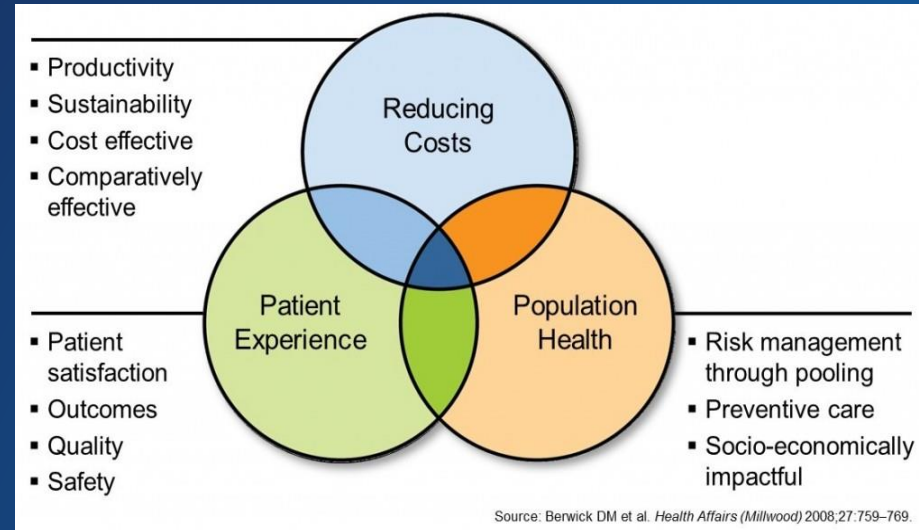 ▪ Productivity
▪ Sustainability
▪ Cost effective
▪ Comparatively
effective
Reducing
Costs
Patient
Experience
Population
Health
▪ Patient
satisfaction
▪ Outcomes
▪ Quality
▪ Safety
▪ Risk management
through pooling
▪ Preventive care
▪ Socio-economically
impactful
Source: Berwick DM et al. Health Affairs (Millwood) 2008;27:759–769.